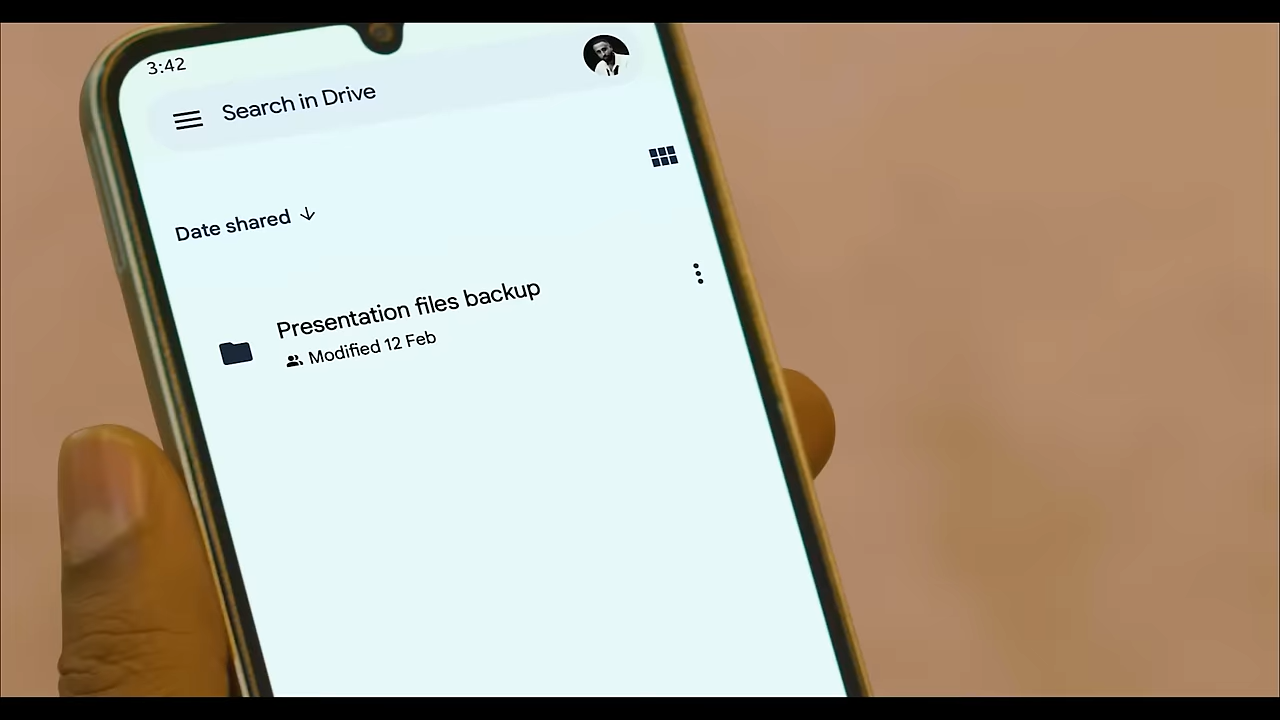 3:42
Search in Drive
Date shared
Presentation files backup
Modified 12 Feb